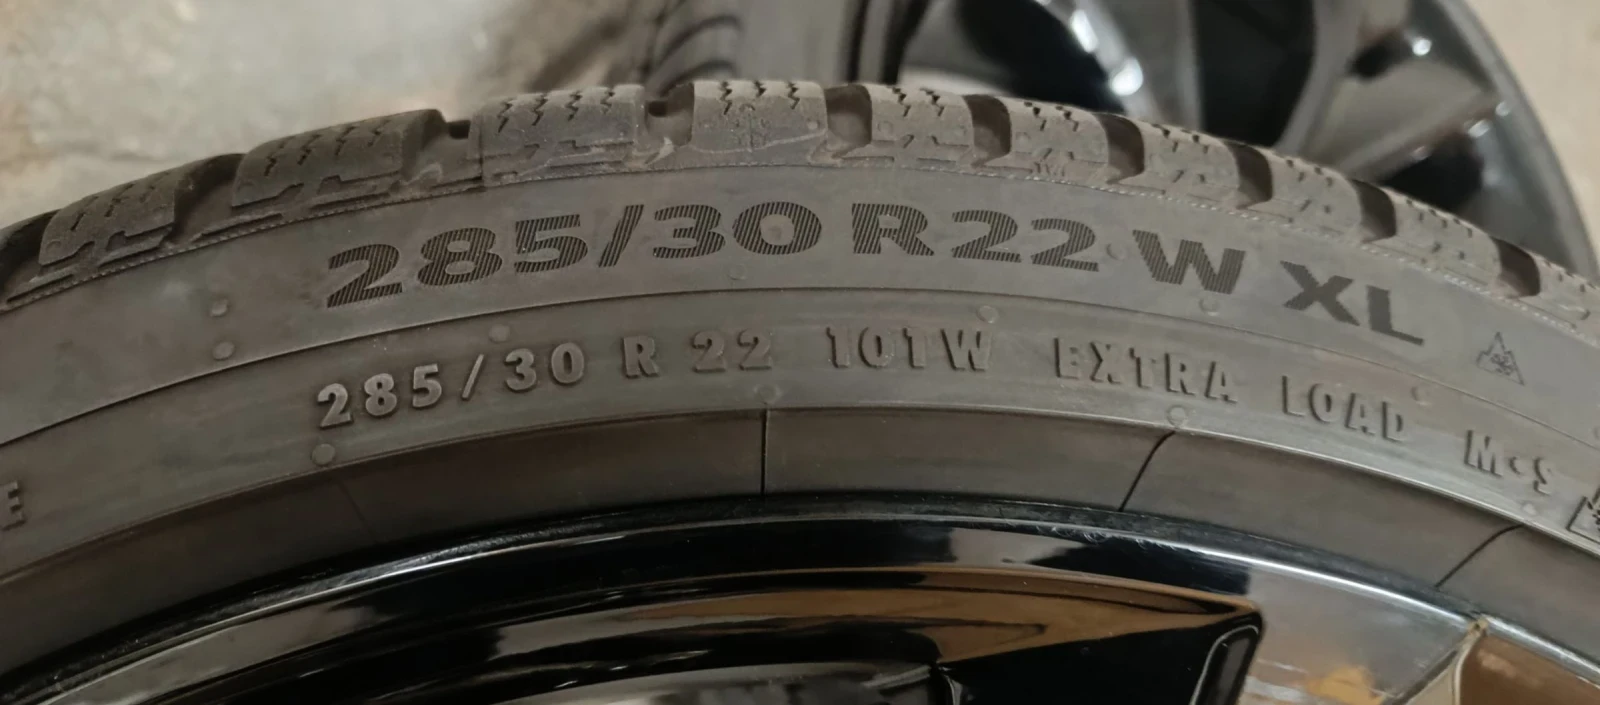 285/30 R22 W XL
285/30 R 22 101W EXTRA LOAD M+S
E